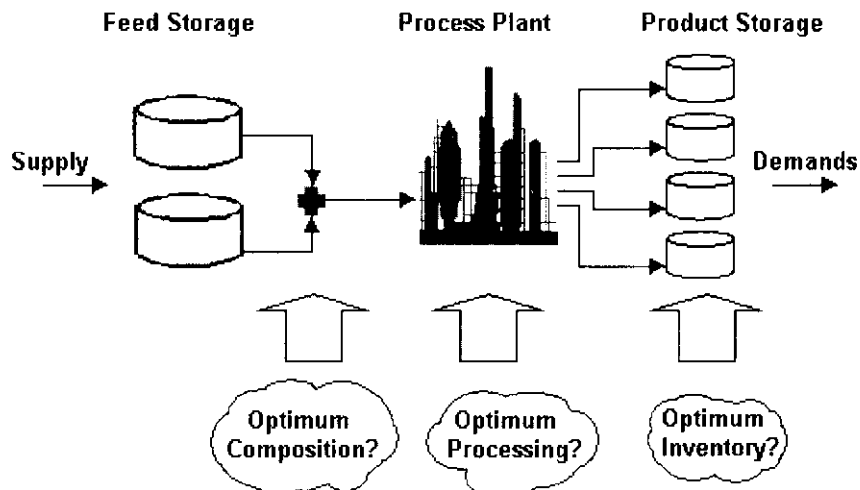 Feed Storage
Process Plant
Product Storage
Supply
Demands
Optimum
Composition?
Optimum
Processing?
Optimum
Inventory?